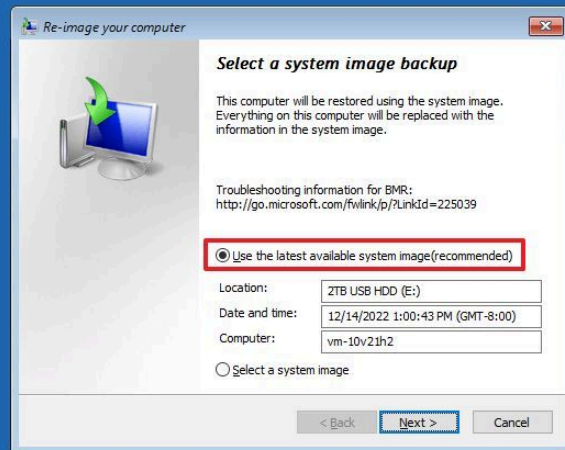 Re-image your computer
Select a system image backup
This computer will be restored using the system image.
Everything on this computer will be replaced with the
information in the system image.
Troubleshooting information for BMR:
http://go.microsoft.com/fwlink/p/?LinkId=225039
Use the latest available system image(recommended)
Location:
2TB USB HDD (E:)
Date and time:
12/14/2022 1:00:43 PM (GMT-8:00)
Computer:
vm-10v21h2
Select a system image
< Back
Next >
Cancel